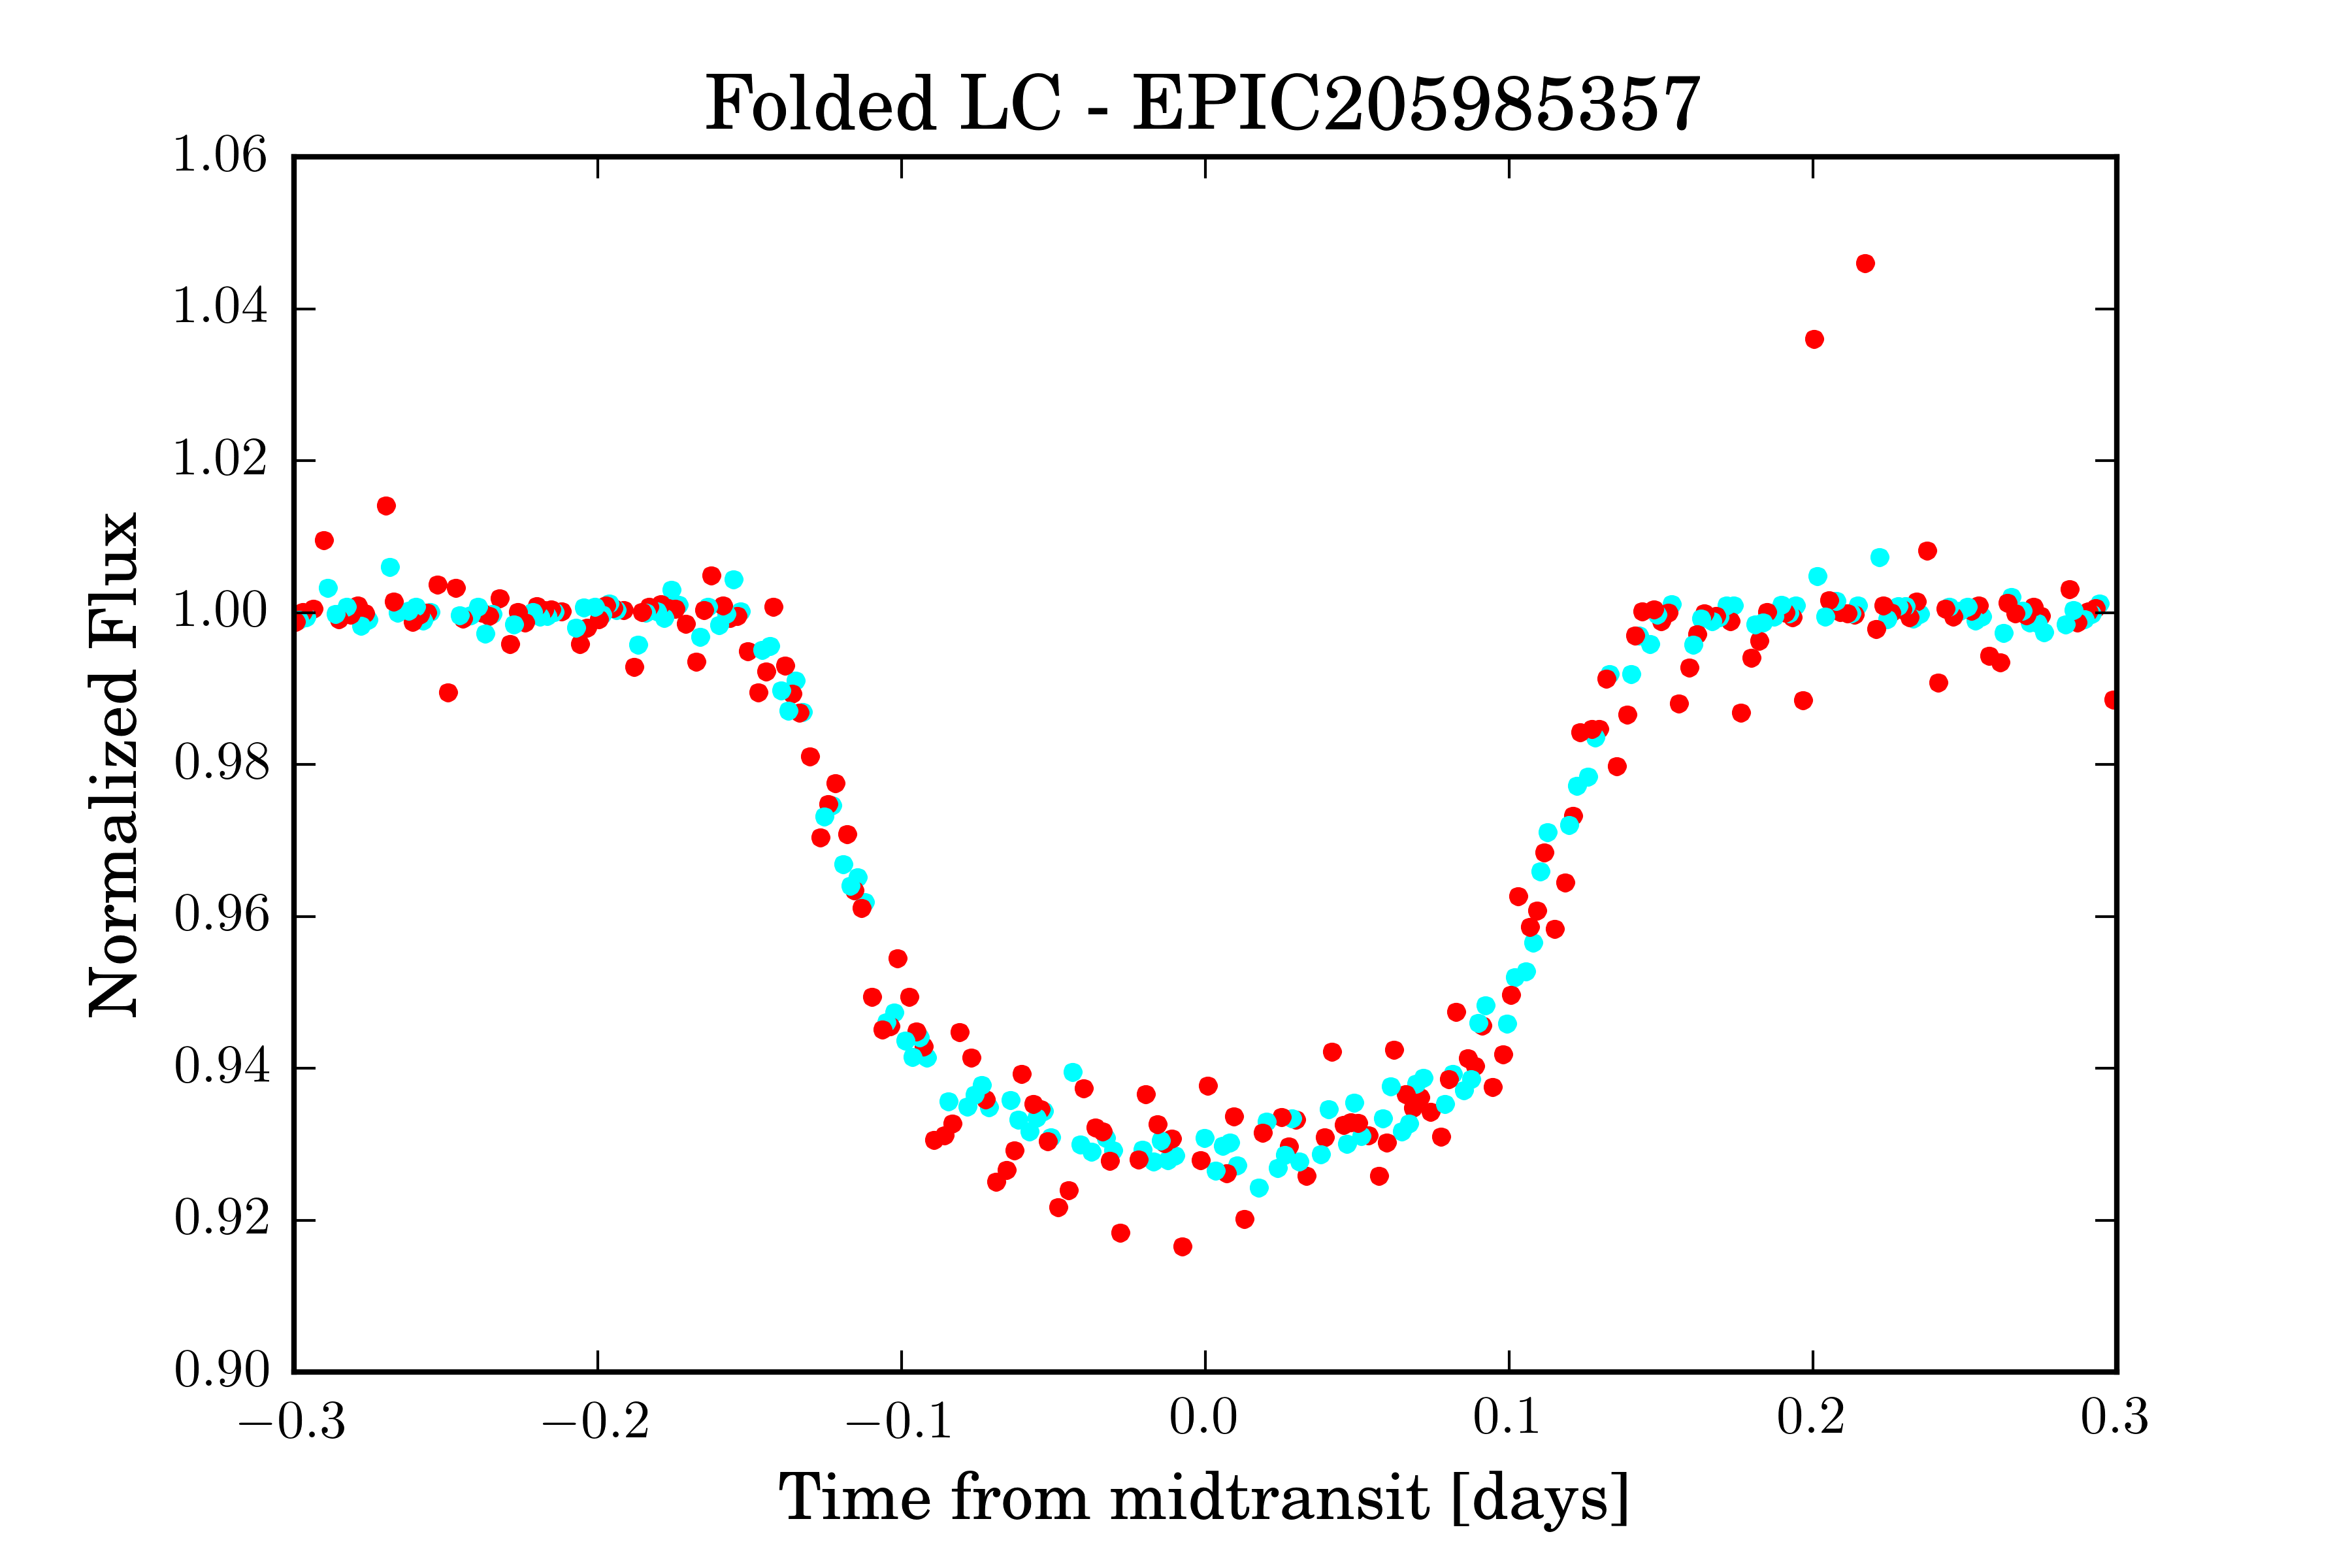 Folded LC - EPIC205985357
1.06
1.04
1.02
1.00
0.98
0.96
0.94
0.92
0.90
Normalized Flux
−0.3 −0.2 −0.1 0.0 0.1 0.2 0.3
Time from midtransit [days]